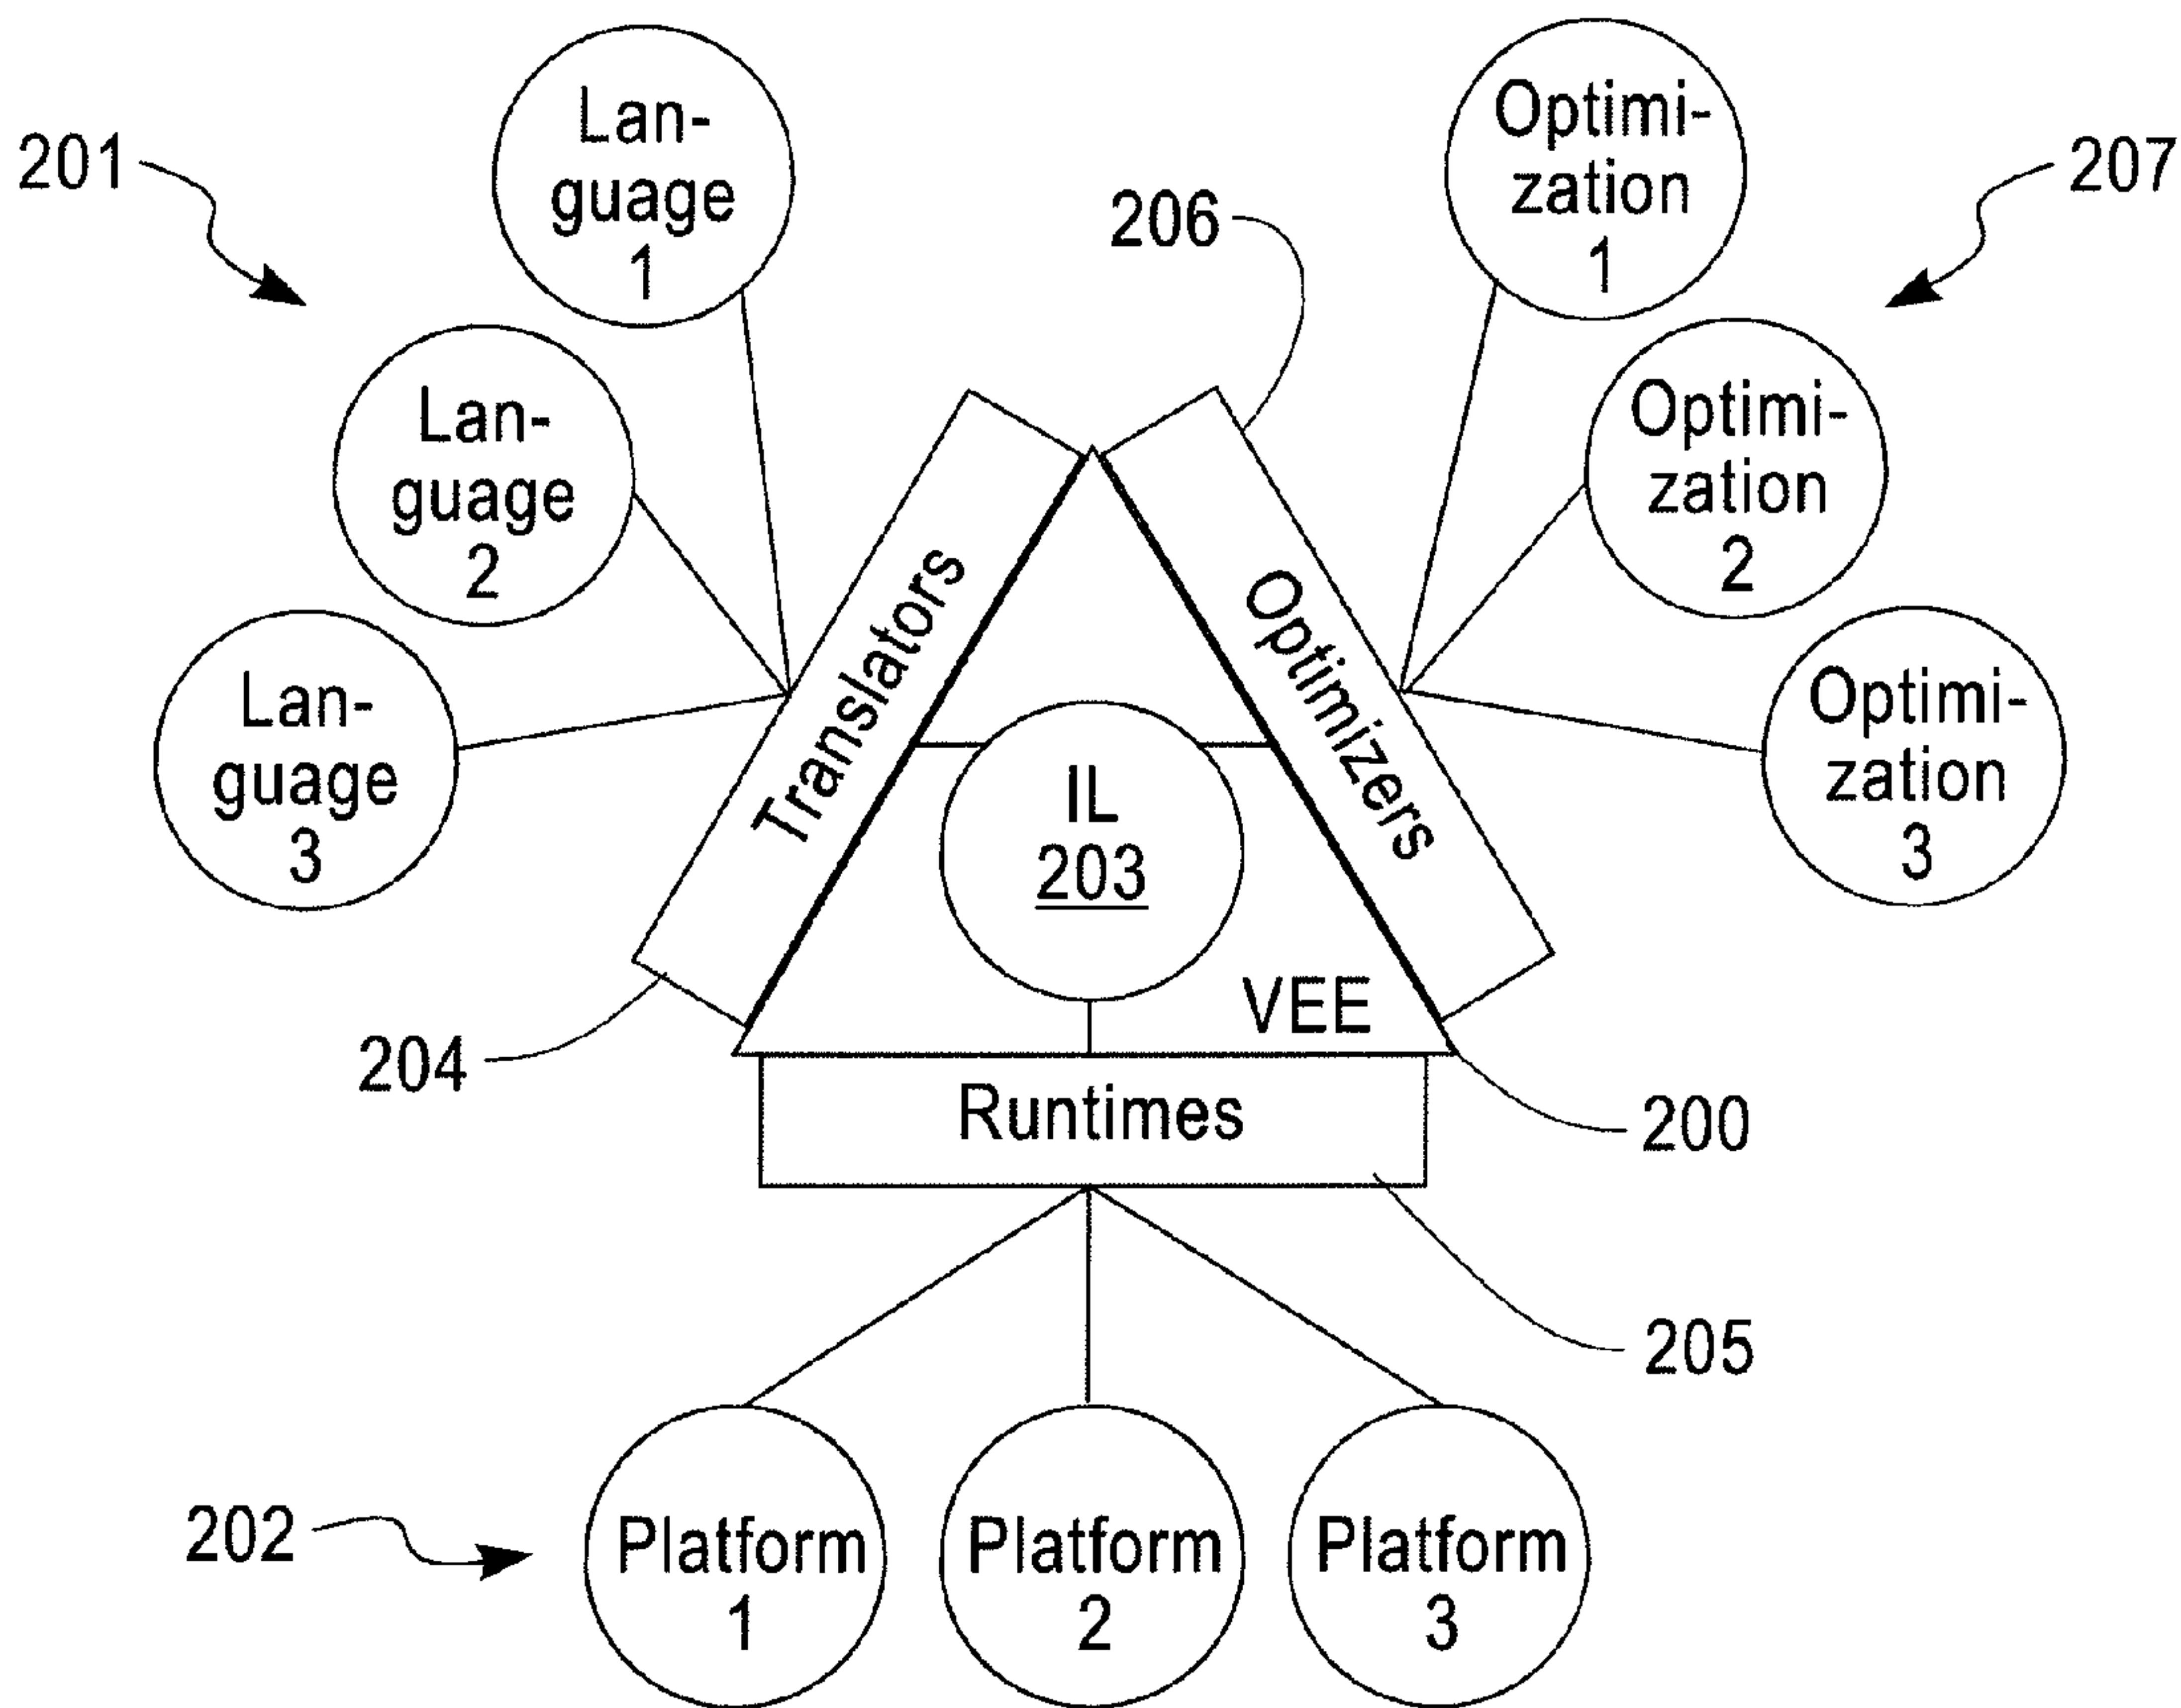 201
Lan-
guage
1
Lan-
guage
2
Lan-
guage
3
206
Optimi-
zation
1
207
Optimi-
zation
2
Optimi-
zation
3
Translators
Optimizers
IL
203
VEE
204
Runtimes
200
205
202
Platform
1
Platform
2
Platform
3